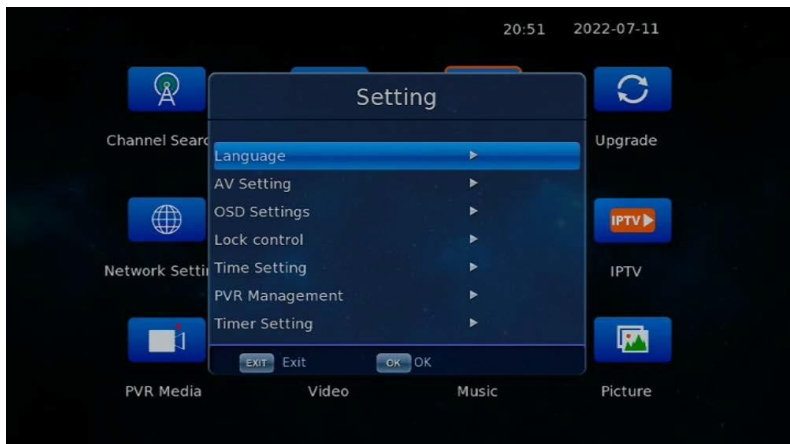 20:51 2022-07-11
Setting
Channel Searc
Upgrade
Language
AV Setting
OSD Settings
Lock control
IPTV
Network Settin
Time Setting
IPTV
PVR Management
Timer Setting
EXIT Exit OK OK
PVR Media Video Music Picture